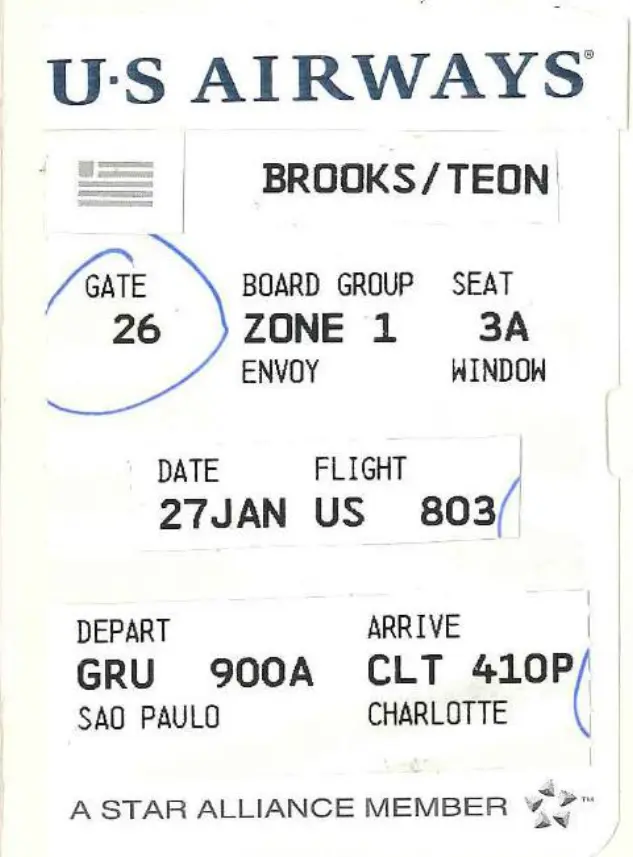 U·S AIRWAYS®
BROOKS/TEON
GATE BOARD GROUP SEAT
26 ZONE 1 3A
ENVOY WINDOW
DATE FLIGHT
27JAN US 803
DEPART ARRIVE
GRU 900A CLT 410P
SAO PAULO CHARLOTTE
A STAR ALLIANCE MEMBER ™